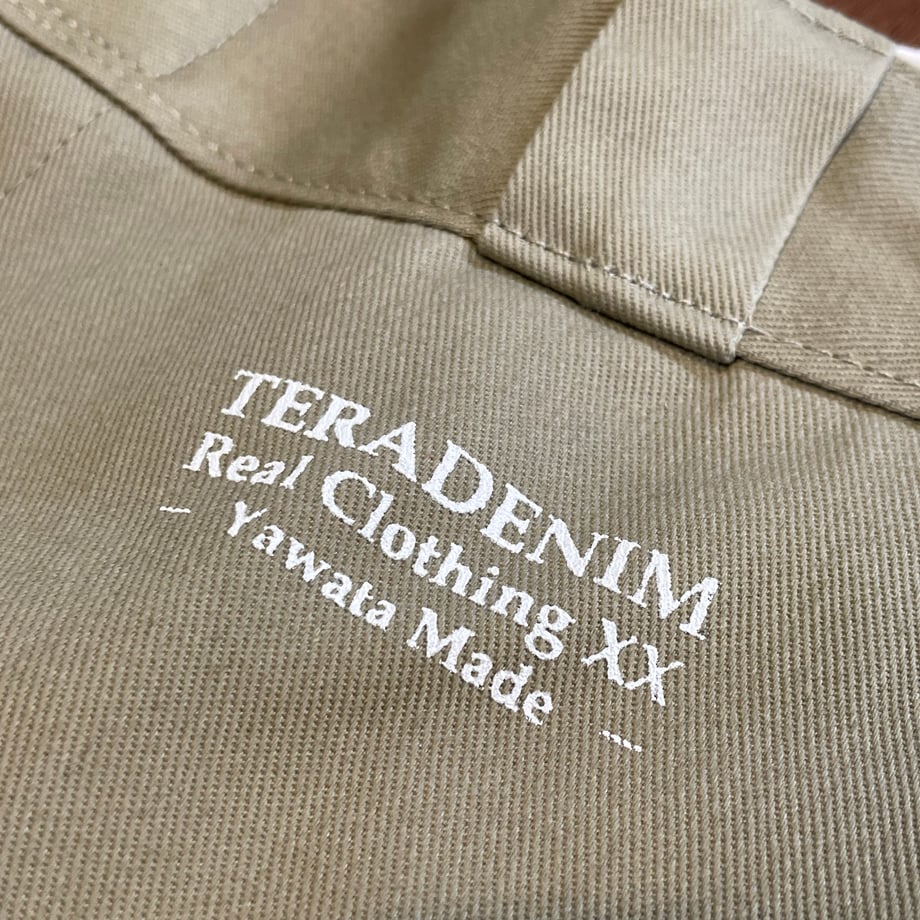 TERADENIM
Real Clothing XX
- Yawata Made -